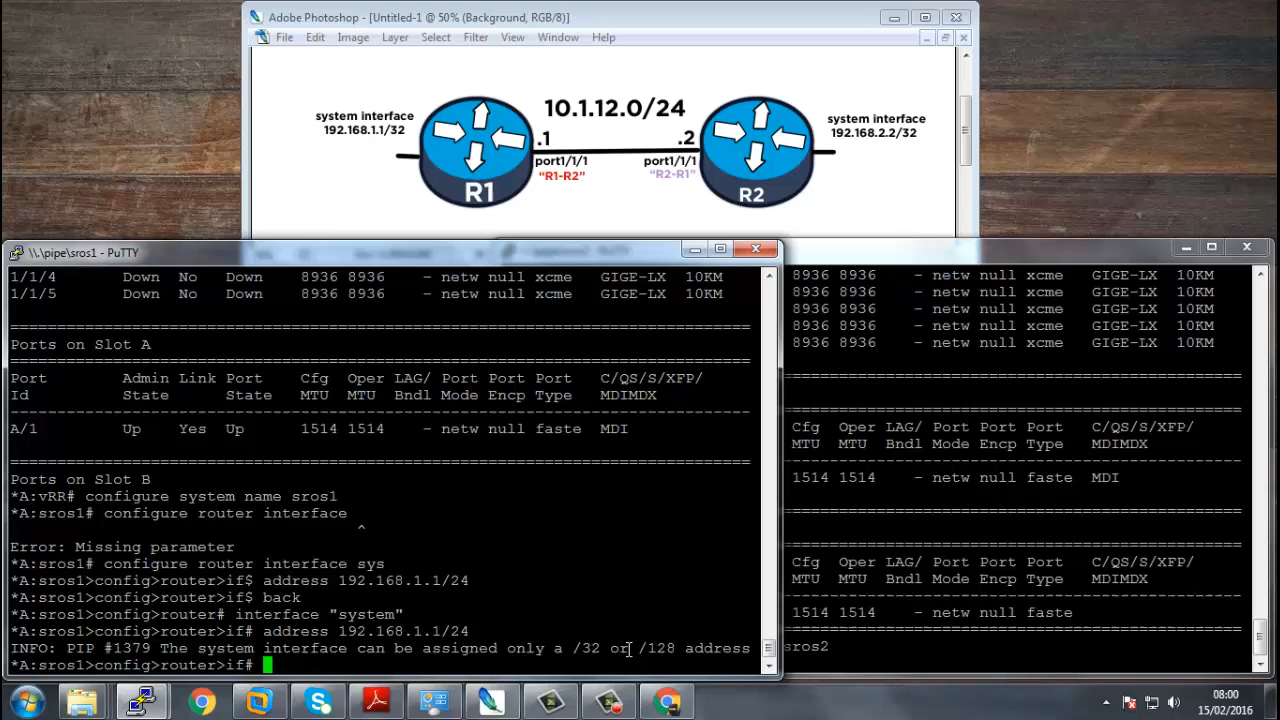 Adobe Photoshop - [Untitled-1 @ 50% (Background, RGB/8)]
File Edit Image Layer Select Filter View Window Help
system interface
192.168.1.1/32
10.1.12.0/24
.1
.2
port1/1/1
"R1-R2"
port1/1/1
"R2-R1"
R1
R2
system interface
192.168.2.2/32
\\.\pipe\sros1 - PuTTY
1/1/4 Down No Down 8936 8936 - netw null xcme GIGE-LX 10KM
1/1/5 Down No Down 8936 8936 - netw null xcme GIGE-LX 10KM
===============================================================================
Ports on Slot A
===============================================================================
Port Admin Link Port Cfg Oper LAG/ Port Port Port C/QS/S/XFP/
Id State State MTU MTU Bndl Mode Encp Type MDIMDX
-------------------------------------------------------------------------------
A/1 Up Yes Up 1514 1514 - netw null faste MDI
===============================================================================
Ports on Slot B
*A:vRR# configure system name sros1
*A:sros1# configure router interface
^
Error: Missing parameter
*A:sros1# configure router interface sys
*A:sros1>config>router>if$ address 192.168.1.1/24
*A:sros1>config>router>if$ back
*A:sros1>config>router# interface "system"
*A:sros1>config>router>if# address 192.168.1.1/24
INFO: PIP #1379 The system interface can be assigned only a /32 or /128 address
*A:sros1>config>router>if#
8936 8936 - netw null xcme GIGE-LX 10KM
8936 8936 - netw null xcme GIGE-LX 10KM
8936 8936 - netw null xcme GIGE-LX 10KM
8936 8936 - netw null xcme GIGE-LX 10KM
8936 8936 - netw null xcme GIGE-LX 10KM
================================================
================================================
Cfg Oper LAG/ Port Port Port C/QS/S/XFP/
MTU MTU Bndl Mode Encp Type MDIMDX
------------------------------------------------
1514 1514 - netw null faste MDI
================================================
================================================
Cfg Oper LAG/ Port Port Port C/QS/S/XFP/
MTU MTU Bndl Mode Encp Type MDIMDX
------------------------------------------------
1514 1514 - netw null faste
================================================
sros2
08:00
15/02/2016